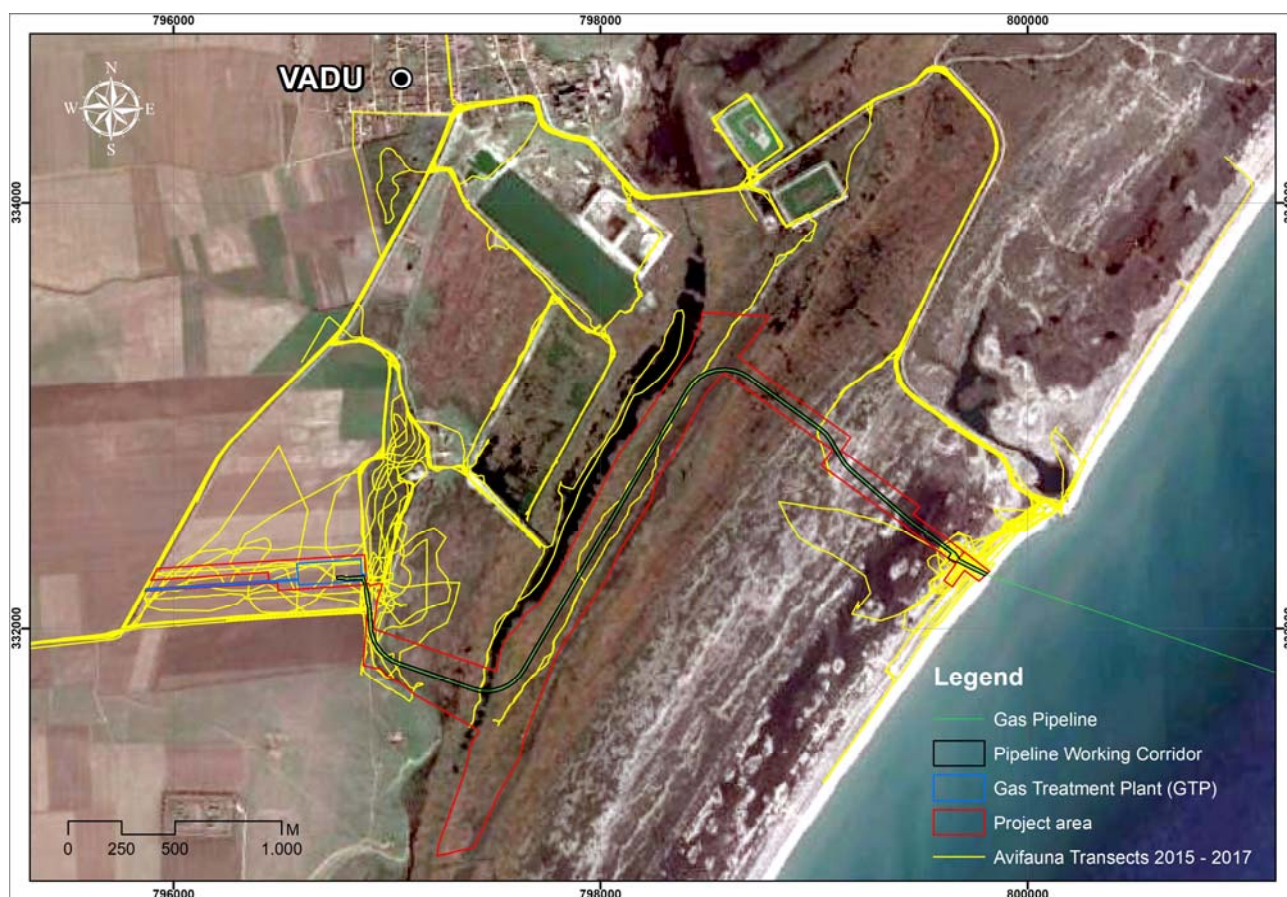 796000 798000 800000
VADU
N
W E
S
334000
332000
Legend
Gas Pipeline
Pipeline Working Corridor
Gas Treatment Plant (GTP)
Project area
Avifauna Transects 2015 - 2017
M
0 250 500 1.000
796000 798000 800000